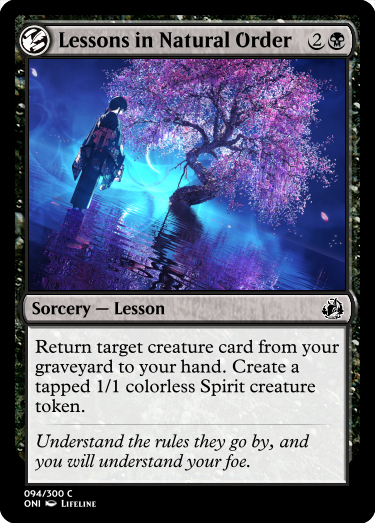 Lessons in Natural Order 2
Sorcery — Lesson
Return target creature card from your
graveyard to your hand. Create a
tapped 1/1 colorless Spirit creature
token.
Understand the rules they go by, and
you will understand your foe.
094/300 C
ONI LIFELINE